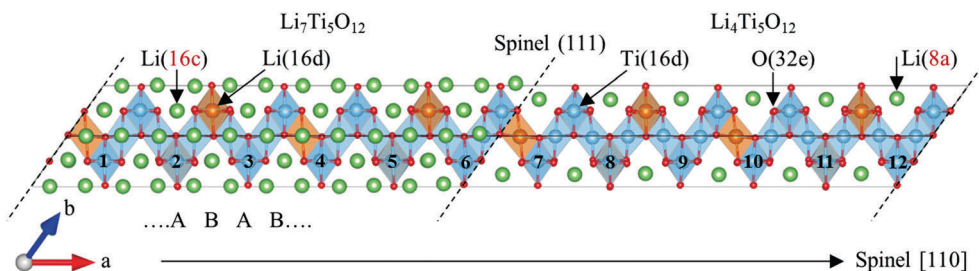 Li₇Ti₅O₁₂ Li₄Ti₅O₁₂
Spinel (111)
Li(16c) Li(16d) Ti(16d) O(32e) Li(8a)
1 2 3 4 5 6 7 8 9 10 11 12
....A B A B....
b
a
Spinel [110]